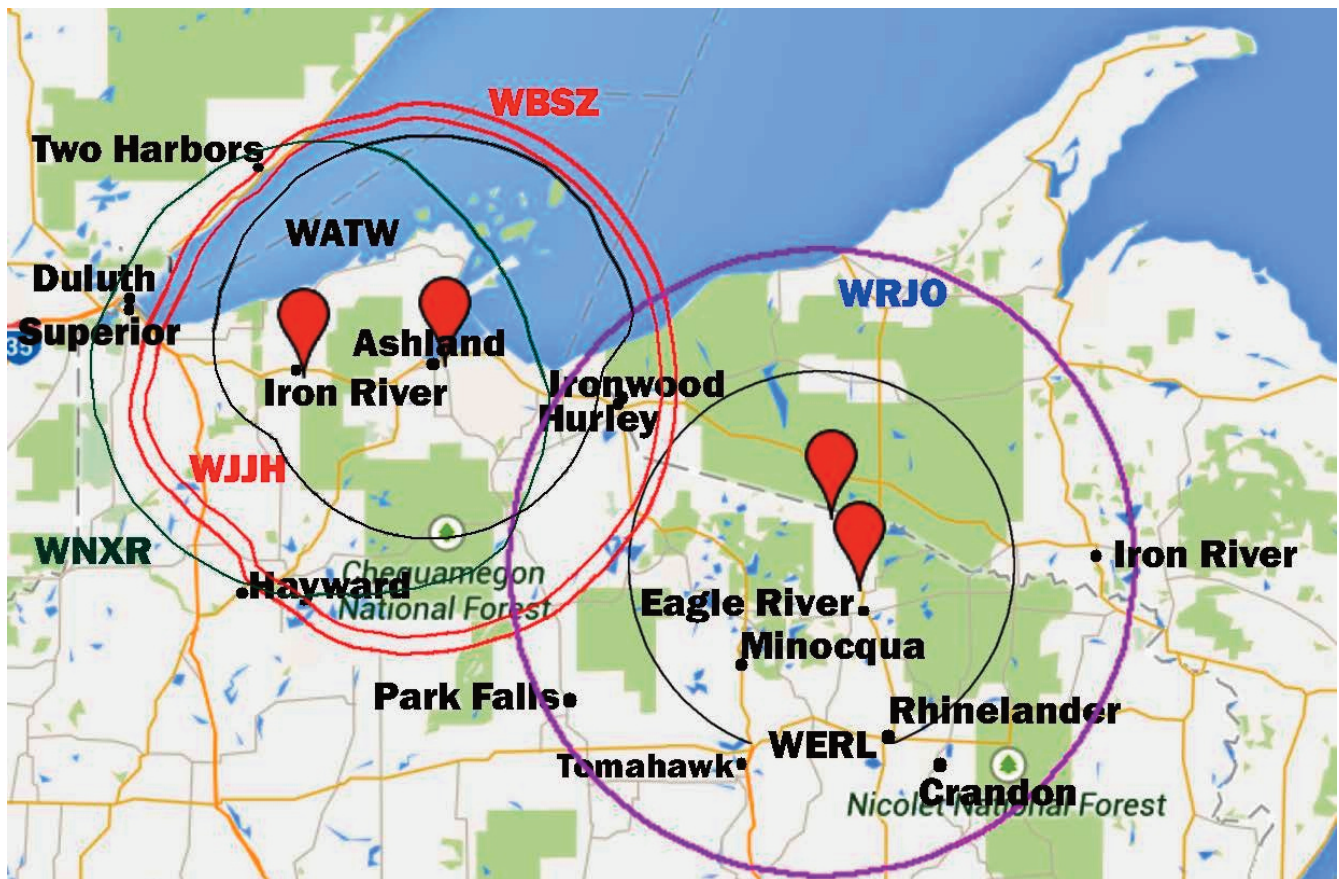 WBSZ
Two Harbors
WATW
Duluth
WRJO
Superior
35
Ashland
Iron River
Ironwood
Hurley
WJJH
WNXR
Iron River
Chequamegon
Hayward
National Forest
Eagle River
Minocqua
Park Falls
Rhinelander
WERL
Tomahawk
Crandon
Nicolet National Forest